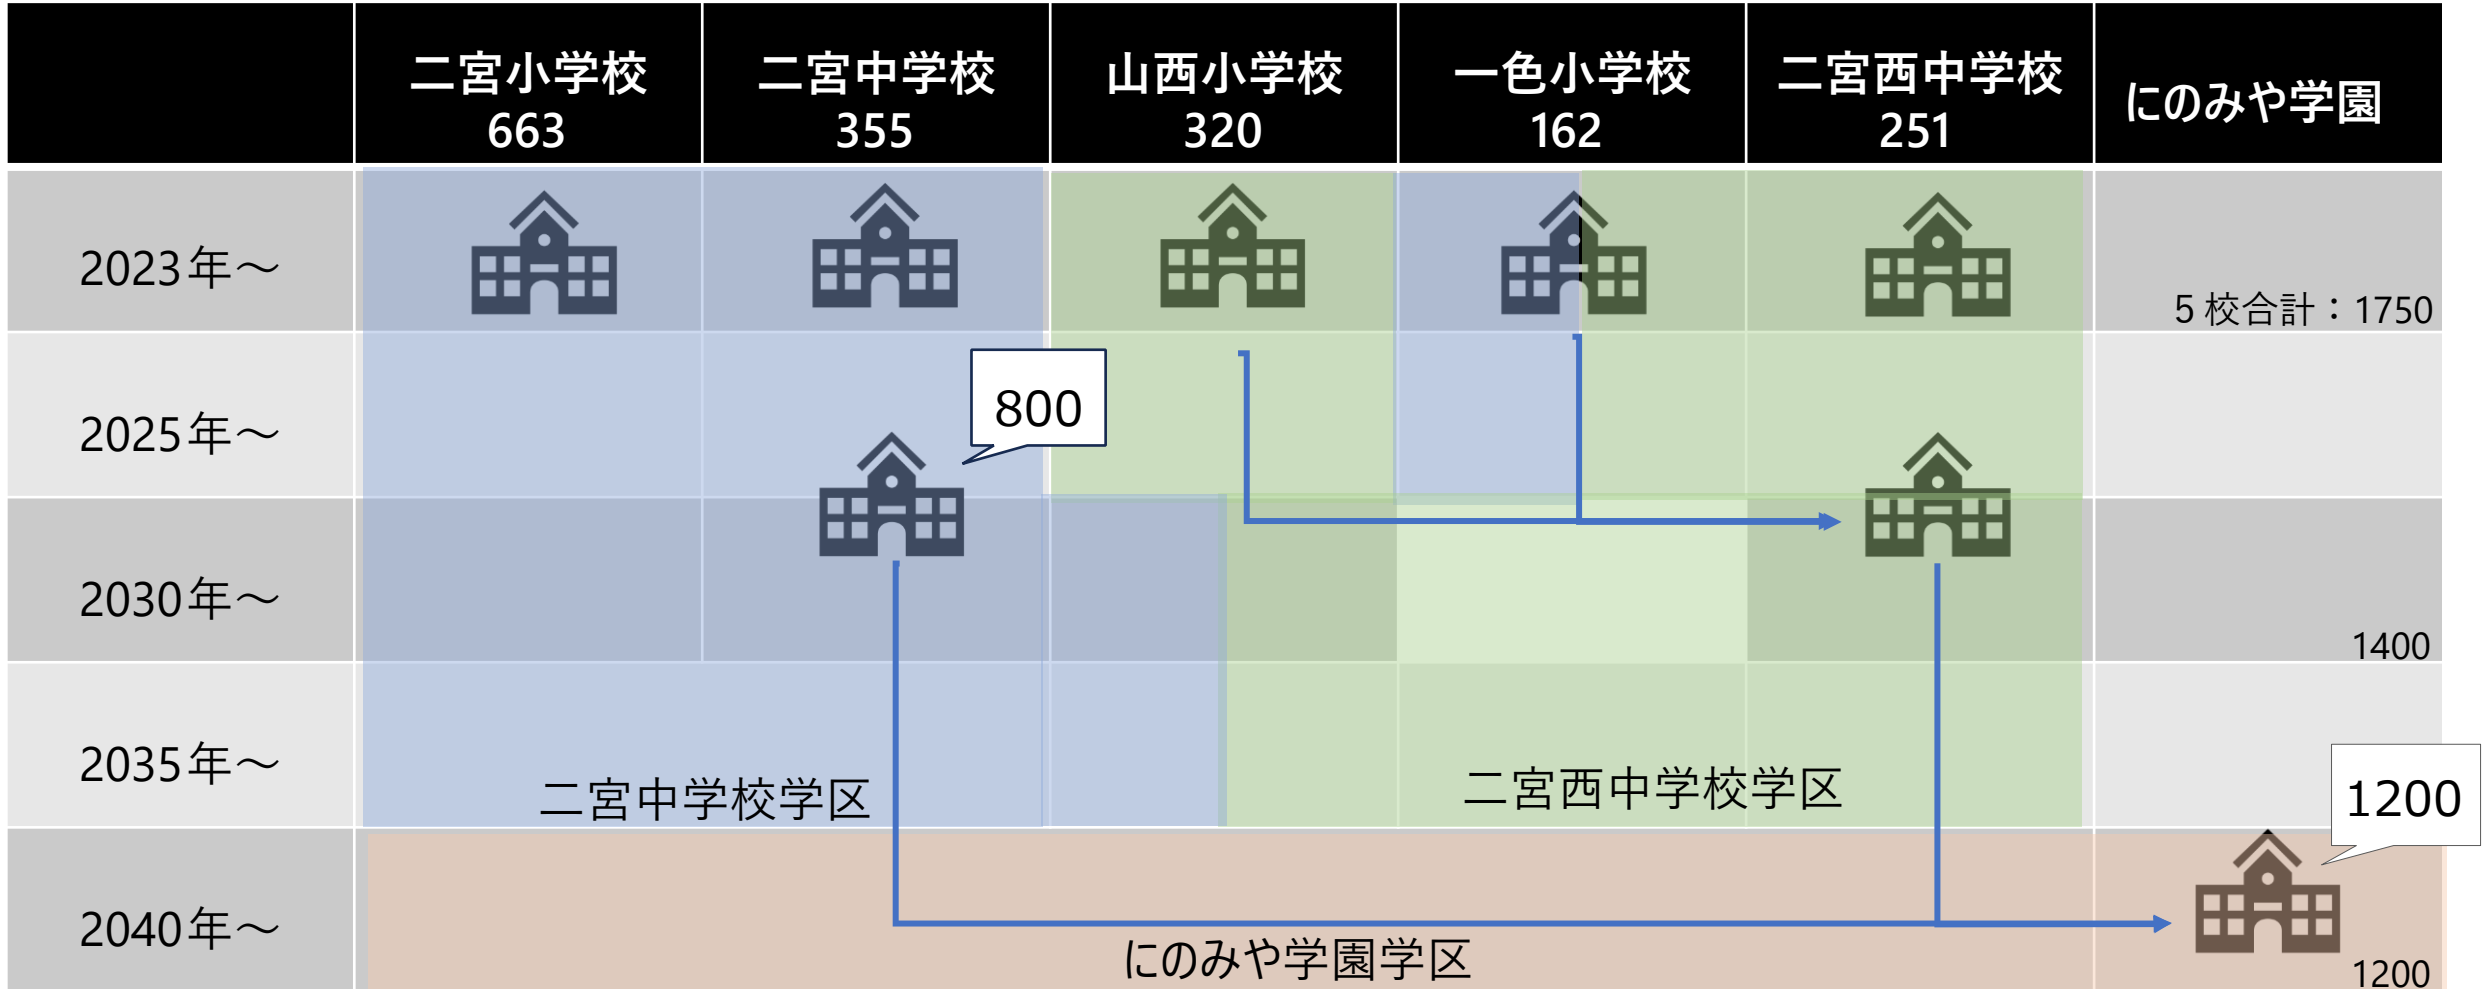 二宮小学校
663
二宮中学校
355
山西小学校
320
一色小学校
162
二宮西中学校
251
にのみや学園
2023年～
5校合計：1750
2025年～
800
2030年～
1400
2035年～
二宮中学校学区
二宮西中学校学区
1200
2040年～
にのみや学園学区
1200